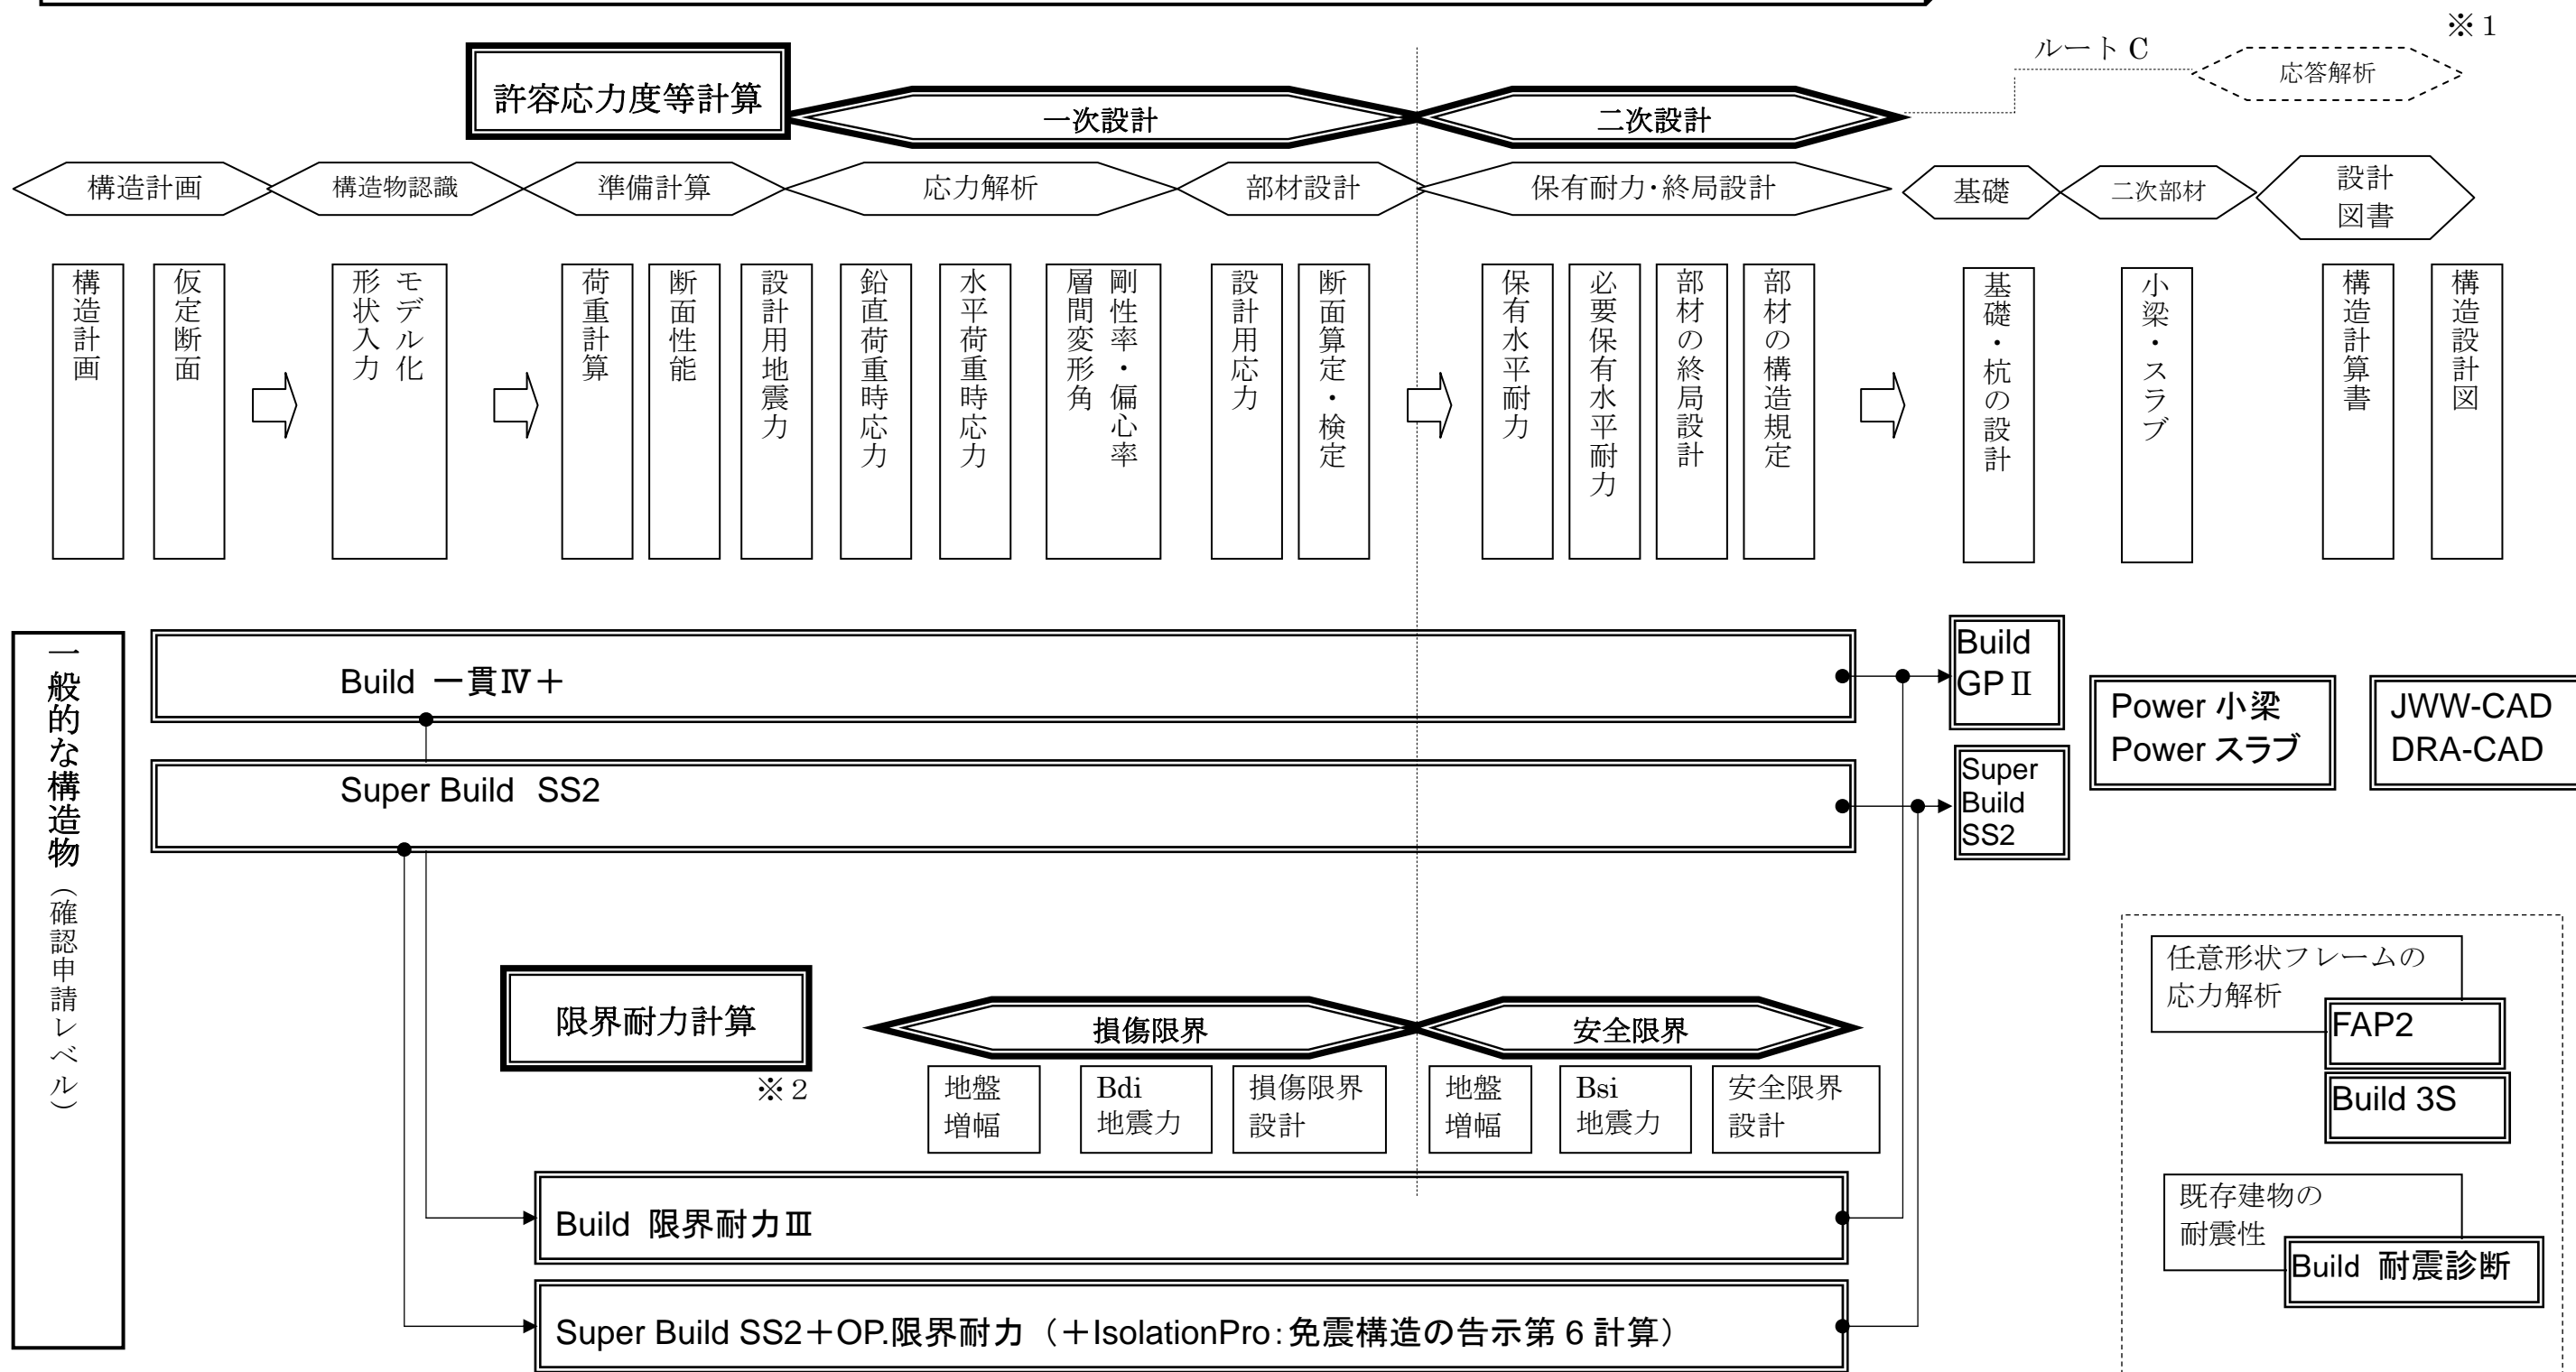 ※１
ルート C
応答解析
許容応力度等計算
一次設計
二次設計
構造計画
構造物認識
準備計算
応力解析
部材設計
保有耐力・終局設計
基礎
二次部材
設計
図書
構造計画
仮定断面
モデル化
形状入力
荷重計算
断面性能
設計用地震力
鉛直荷重時応力
水平荷重時応力
剛性率・偏心率
層間変形角
設計用応力
断面算定・検定
保有水平耐力
必要保有水平耐力
部材の終局設計
部材の構造規定
基礎・杭の設計
小梁・スラブ
構造計算書
構造設計図
一般的な構造物（確認申請レベル）
Build 一貫Ⅳ＋
Build
GPⅡ
Power 小梁
Power スラブ
JWW-CAD
DRA-CAD
Super Build SS2
Super
Build
SS2
限界耐力計算
※２
損傷限界
安全限界
地盤
増幅
Bdi
地震力
損傷限界
設計
地盤
増幅
Bsi
地震力
安全限界
設計
任意形状フレームの
応力解析
FAP2
Build 3S
既存建物の
耐震性
Build 耐震診断
Build 限界耐力Ⅲ
Super Build SS2＋OP.限界耐力（＋IsolationPro：免震構造の告示第 6 計算）